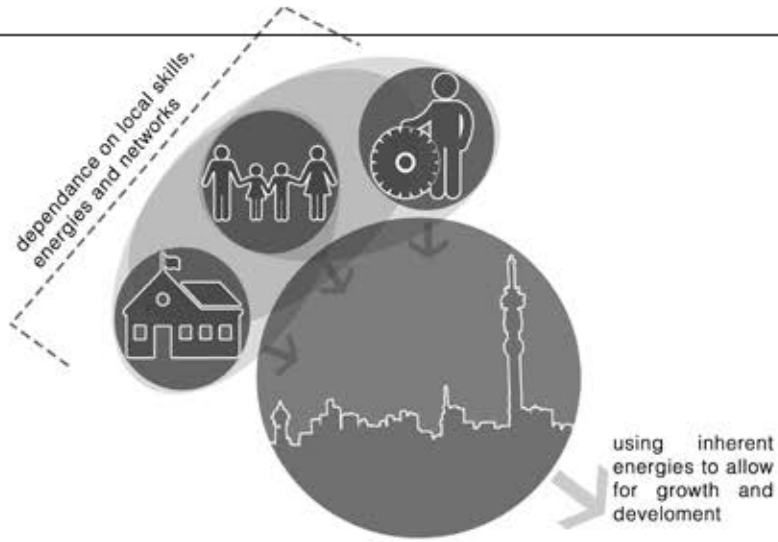 dependance on local skills,
energies and networks
using inherent
energies to allow
for growth and
develoment